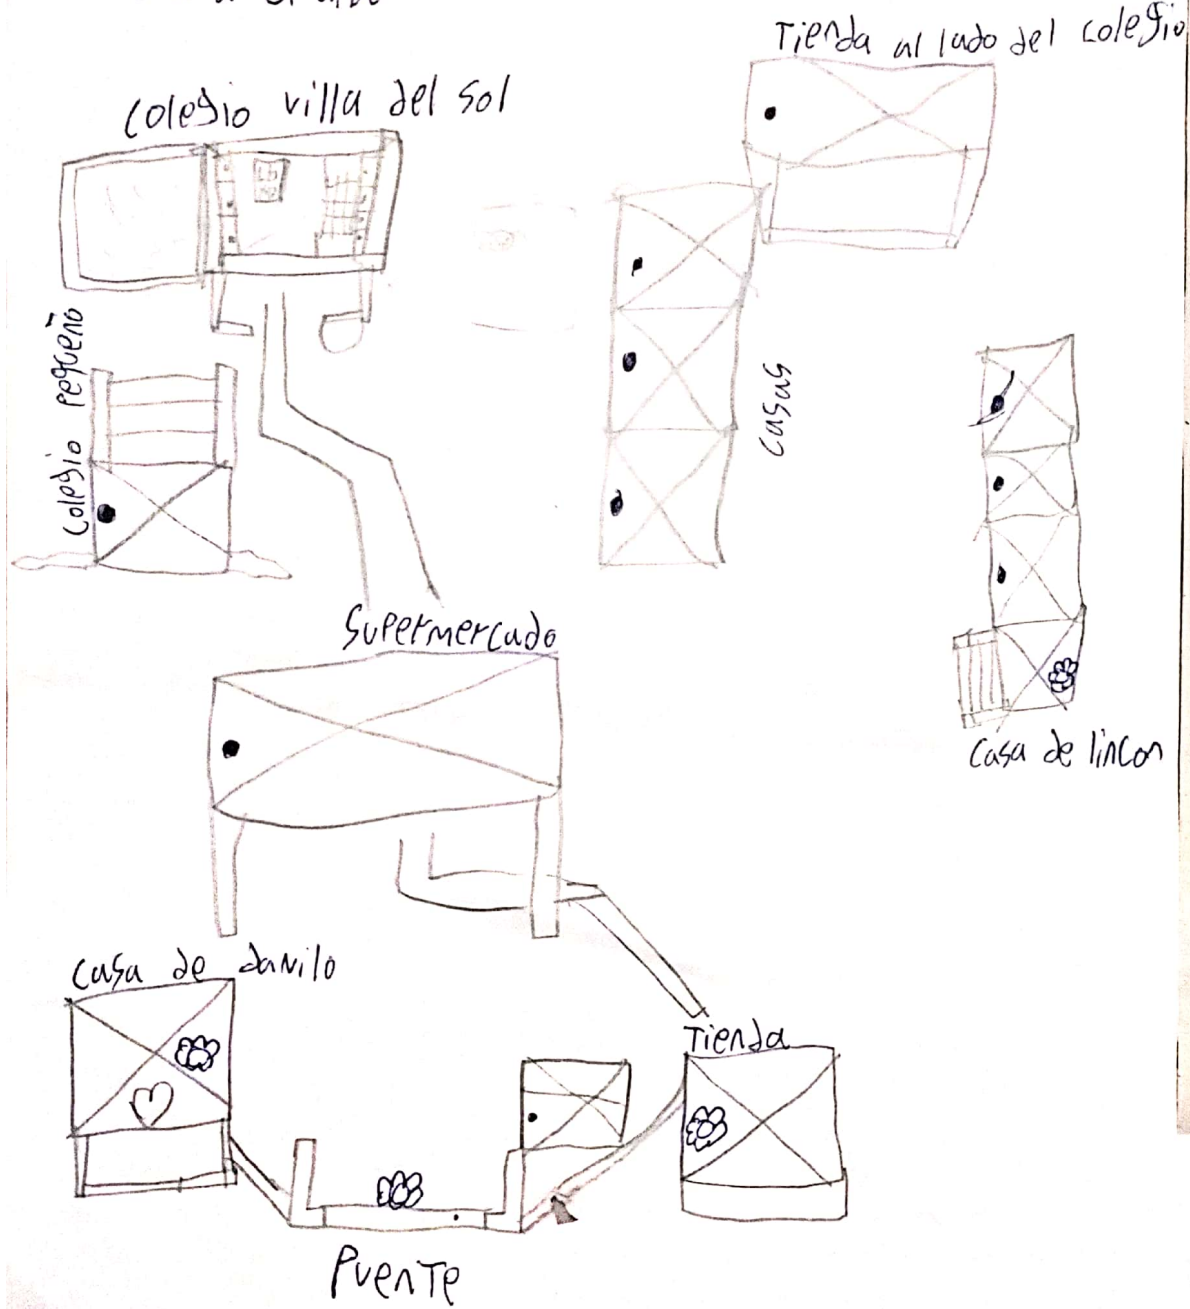 Tienda al lado del colegio
colegio villa del sol
colegio pequeño
casas
Supermercado
casa de lincon
casa de danilo
Tienda
Puente